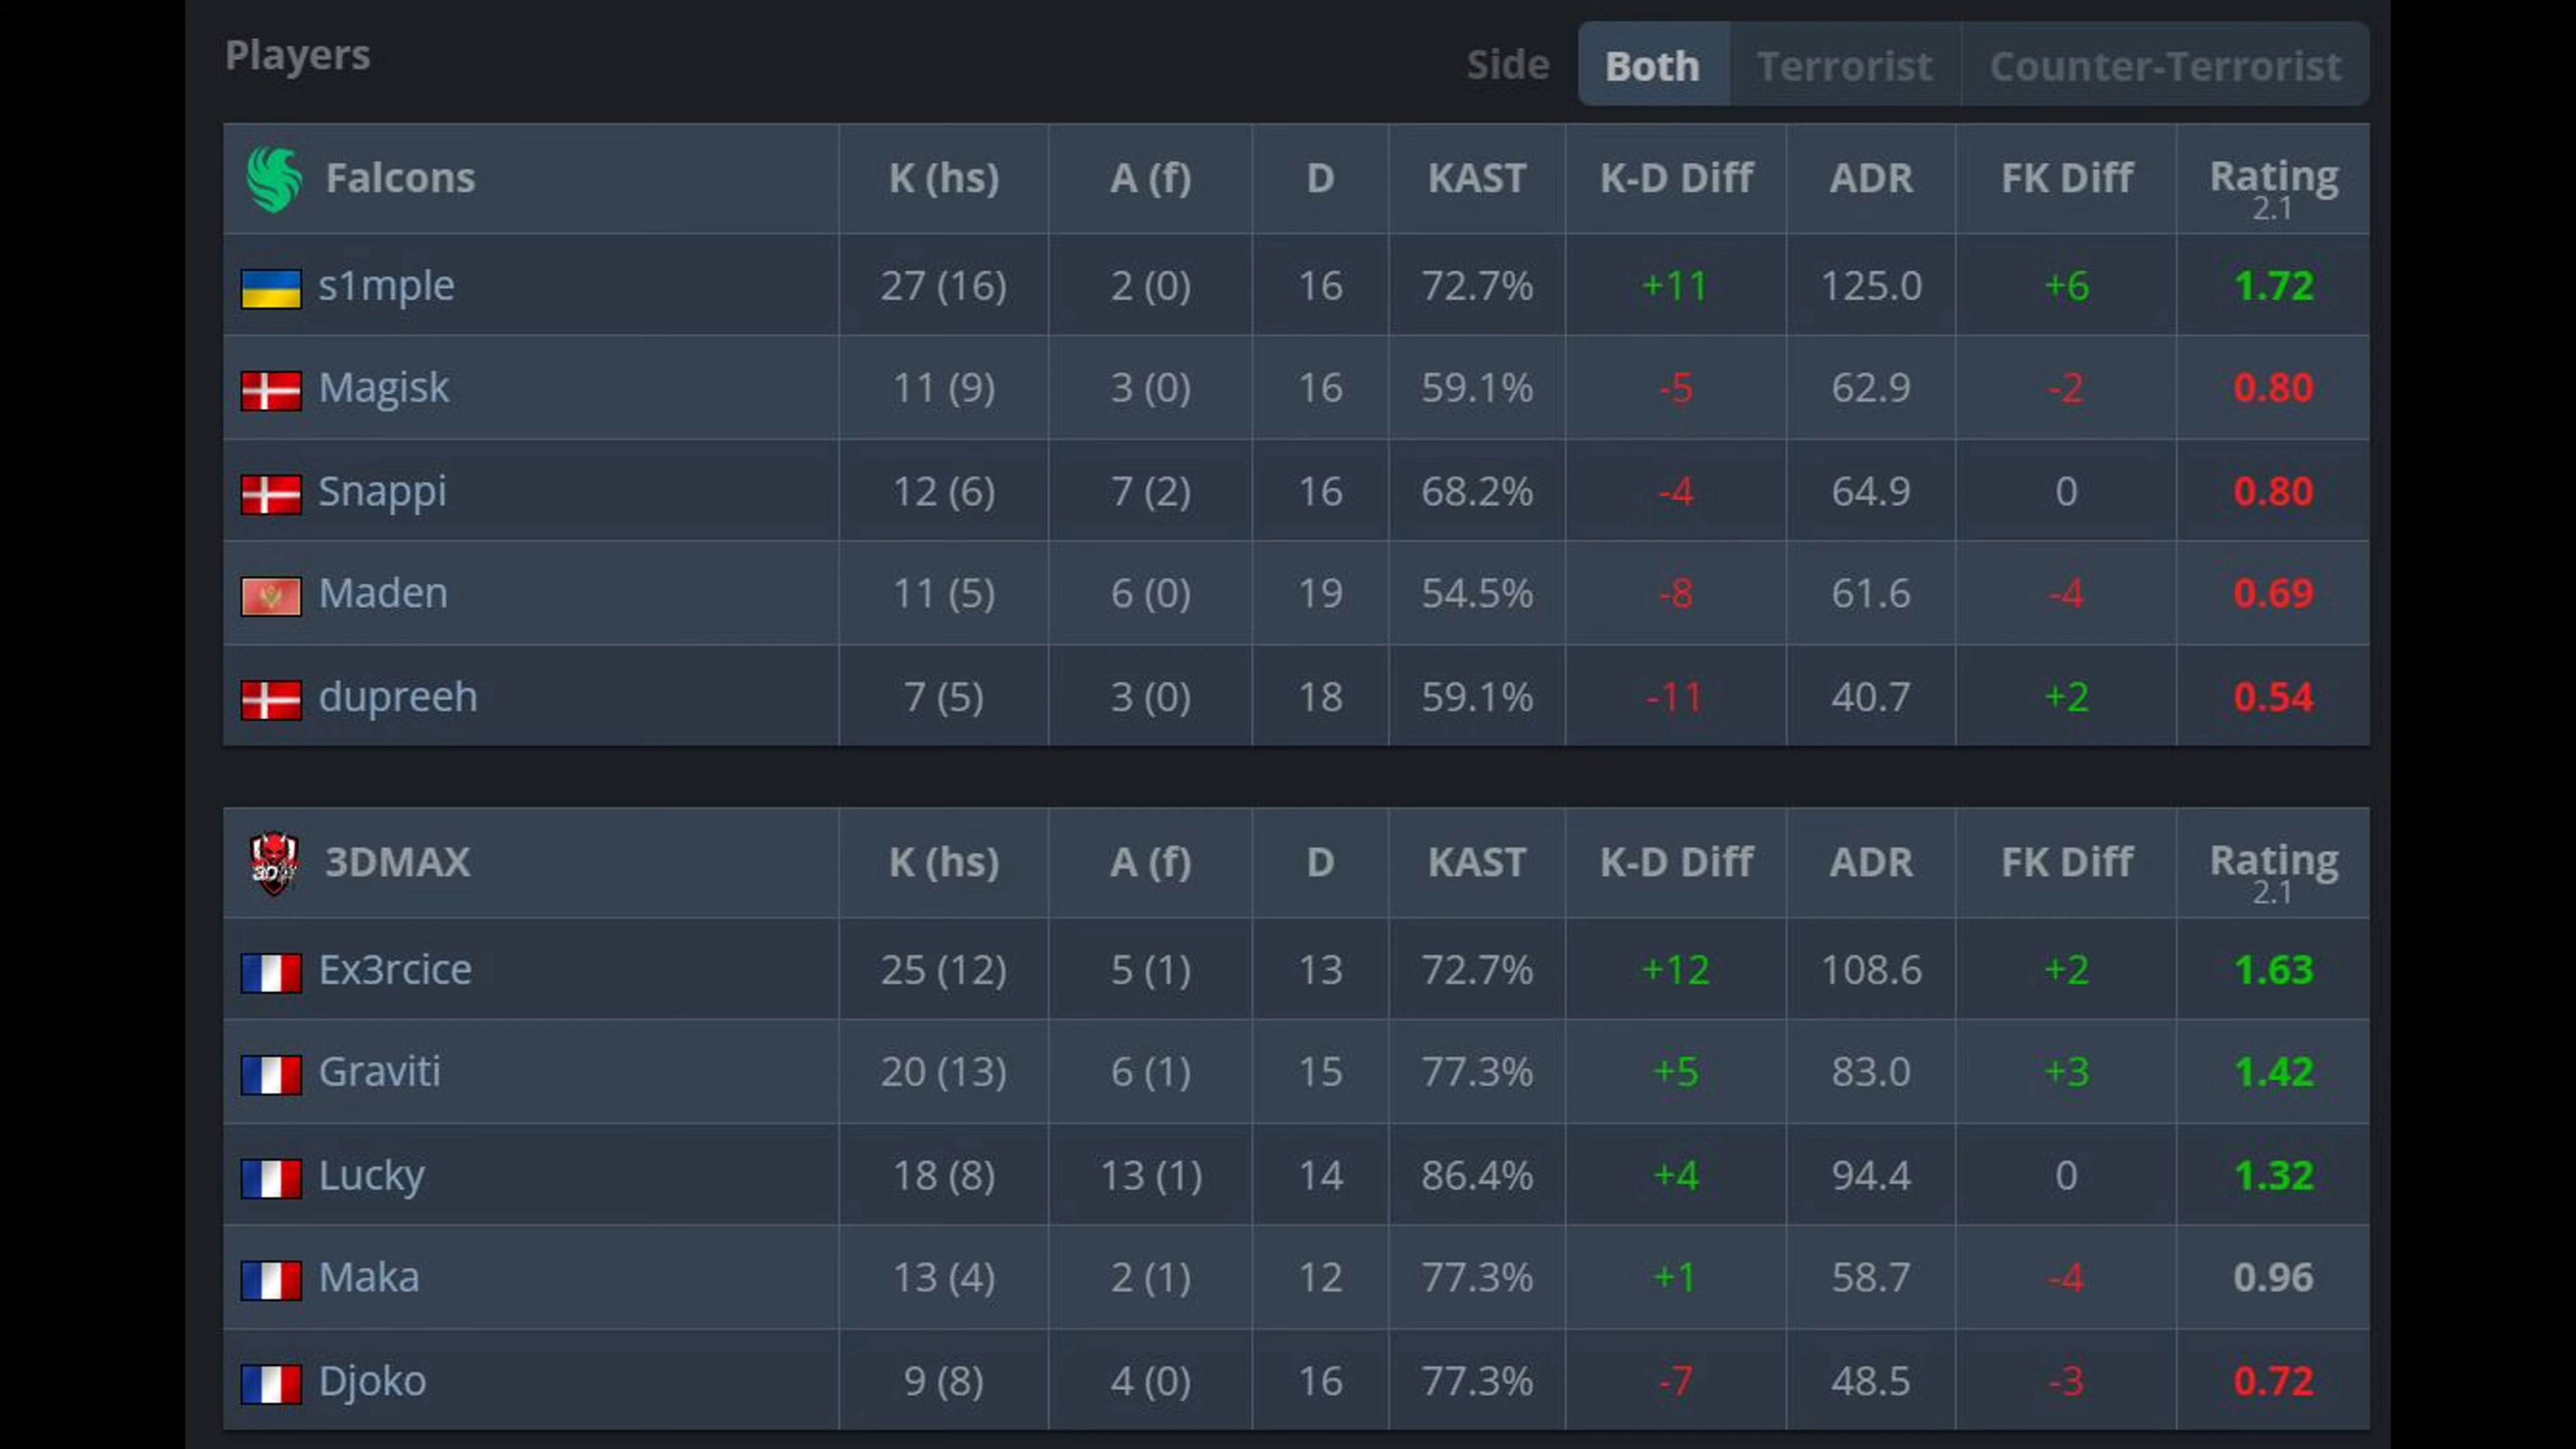 Players
Side Both Terrorist Counter-Terrorist
Falcons K (hs) A (f) D KAST K-D Diff ADR FK Diff Rating 2.1
s1mple 27 (16) 2 (0) 16 72.7% +11 125.0 +6 1.72
Magisk 11 (9) 3 (0) 16 59.1% -5 62.9 -2 0.80
Snappi 12 (6) 7 (2) 16 68.2% -4 64.9 0 0.80
Maden 11 (5) 6 (0) 19 54.5% -8 61.6 -4 0.69
dupreeh 7 (5) 3 (0) 18 59.1% -11 40.7 +2 0.54
3DMAX K (hs) A (f) D KAST K-D Diff ADR FK Diff Rating 2.1
Ex3rcice 25 (12) 5 (1) 13 72.7% +12 108.6 +2 1.63
Graviti 20 (13) 6 (1) 15 77.3% +5 83.0 +3 1.42
Lucky 18 (8) 13 (1) 14 86.4% +4 94.4 0 1.32
Maka 13 (4) 2 (1) 12 77.3% +1 58.7 -4 0.96
Djoko 9 (8) 4 (0) 16 77.3% -7 48.5 -3 0.72